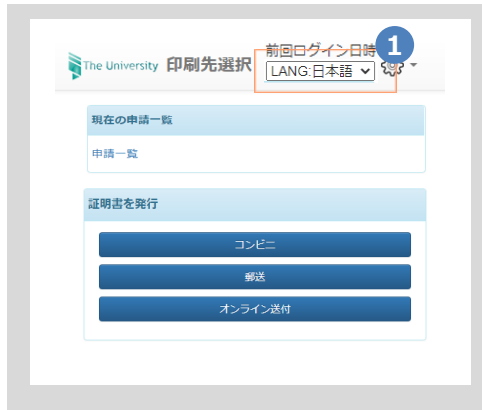 前回ログイン日時
1
The University 印刷先選択
LANG:日本語
現在の申請一覧
申請一覧
証明書を発行
コンビニ
郵送
オンライン送付